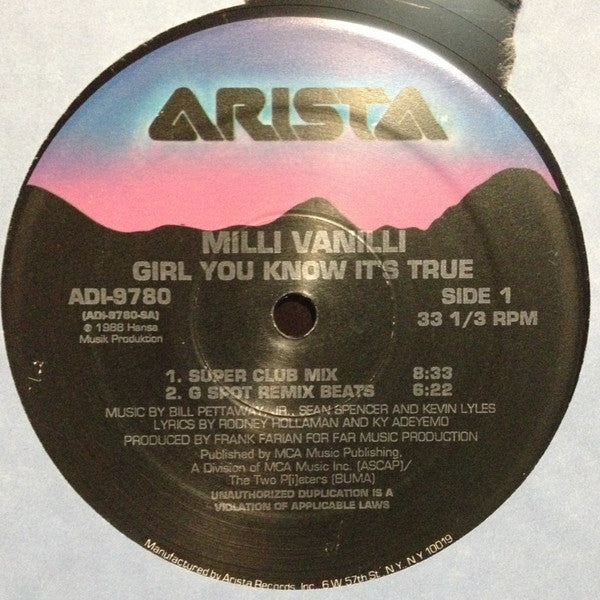 ARISTA
MILLI VANILLI
GIRL YOU KNOW IT'S TRUE
ADI-9780
SIDE 1
(ADI-9780-SA)
33 1/3 RPM
℗ 1988 Hansa
Musik Produktion
1. SUPER CLUB MIX 8:33
2. G SPOT REMIX BEATS 6:22
MUSIC BY BILL PETTAWAY, JR., SEAN SPENCER AND KEVIN LYLES
LYRICS BY RODNEY HOLLAMAN AND KY ADEYEMO
PRODUCED BY FRANK FARIAN FOR FAR MUSIC PRODUCTION
Published by MCA Music Publishing,
A Division of MCA Music Inc. (ASCAP)/
The Two P(i)eters (BUMA)
UNAUTHORIZED DUPLICATION IS A
VIOLATION OF APPLICABLE LAWS
Manufactured by Arista Records, Inc., 6 W. 57th St., N.Y., N.Y. 10019